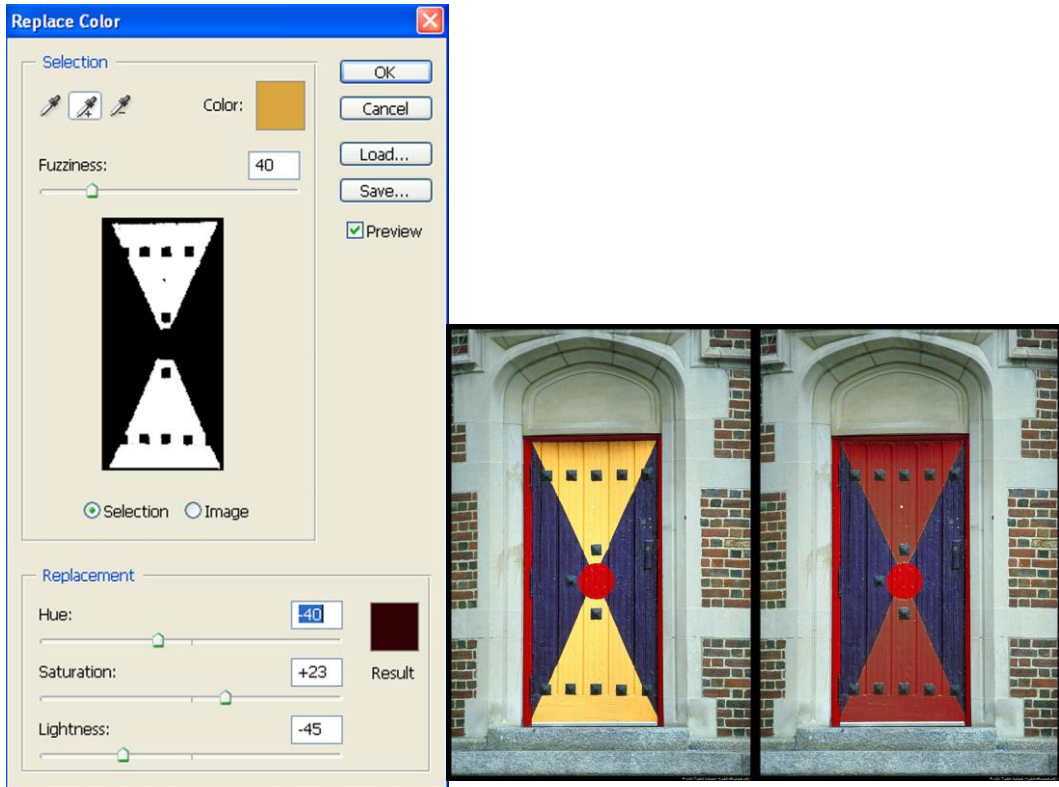 Replace Color
Selection
OK
Color:
Cancel
Fuzziness:
40
Load...
Save...
Preview
Selection
Image
Replacement
Hue:
-40
Saturation:
+23
Result
Lightness:
-45